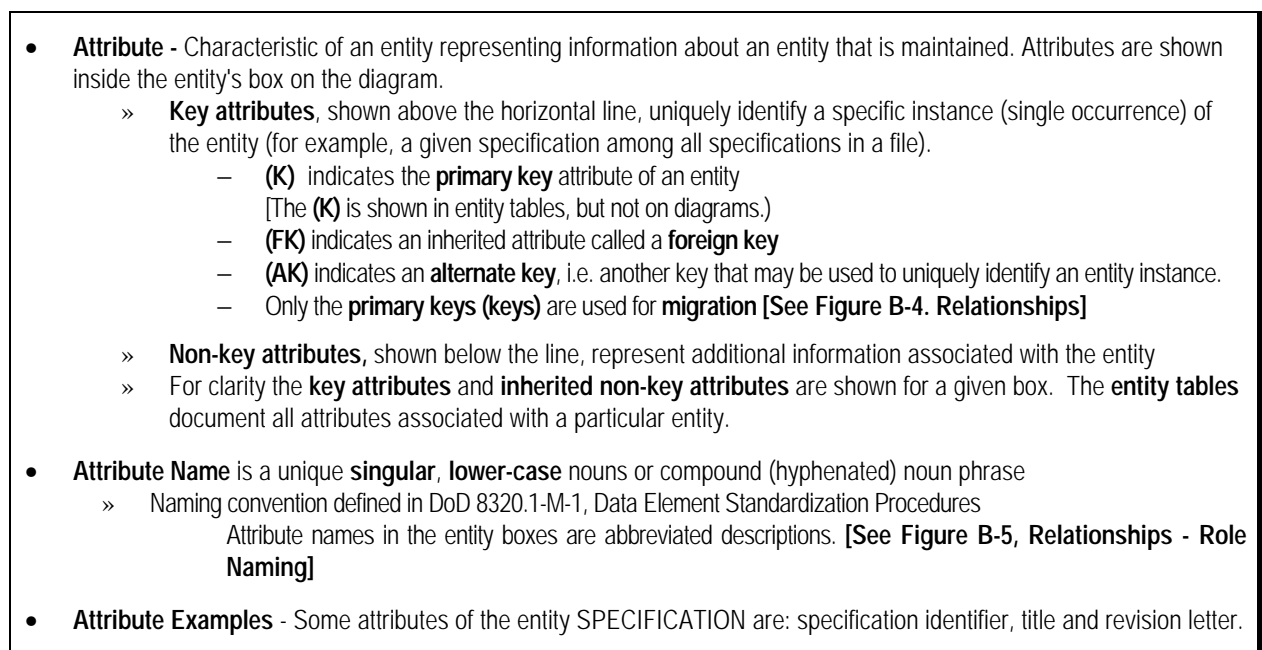 • Attribute - Characteristic of an entity representing information about an entity that is maintained. Attributes are shown
inside the entity's box on the diagram.
» Key attributes, shown above the horizontal line, uniquely identify a specific instance (single occurrence) of
the entity (for example, a given specification among all specifications in a file).
– (K) indicates the primary key attribute of an entity
[The (K) is shown in entity tables, but not on diagrams.)
– (FK) indicates an inherited attribute called a foreign key
– (AK) indicates an alternate key, i.e. another key that may be used to uniquely identify an entity instance.
– Only the primary keys (keys) are used for migration [See Figure B-4. Relationships]
» Non-key attributes, shown below the line, represent additional information associated with the entity
» For clarity the key attributes and inherited non-key attributes are shown for a given box. The entity tables
document all attributes associated with a particular entity.
• Attribute Name is a unique singular, lower-case nouns or compound (hyphenated) noun phrase
» Naming convention defined in DoD 8320.1-M-1, Data Element Standardization Procedures
Attribute names in the entity boxes are abbreviated descriptions. [See Figure B-5, Relationships - Role
Naming]
• Attribute Examples - Some attributes of the entity SPECIFICATION are: specification identifier, title and revision letter.